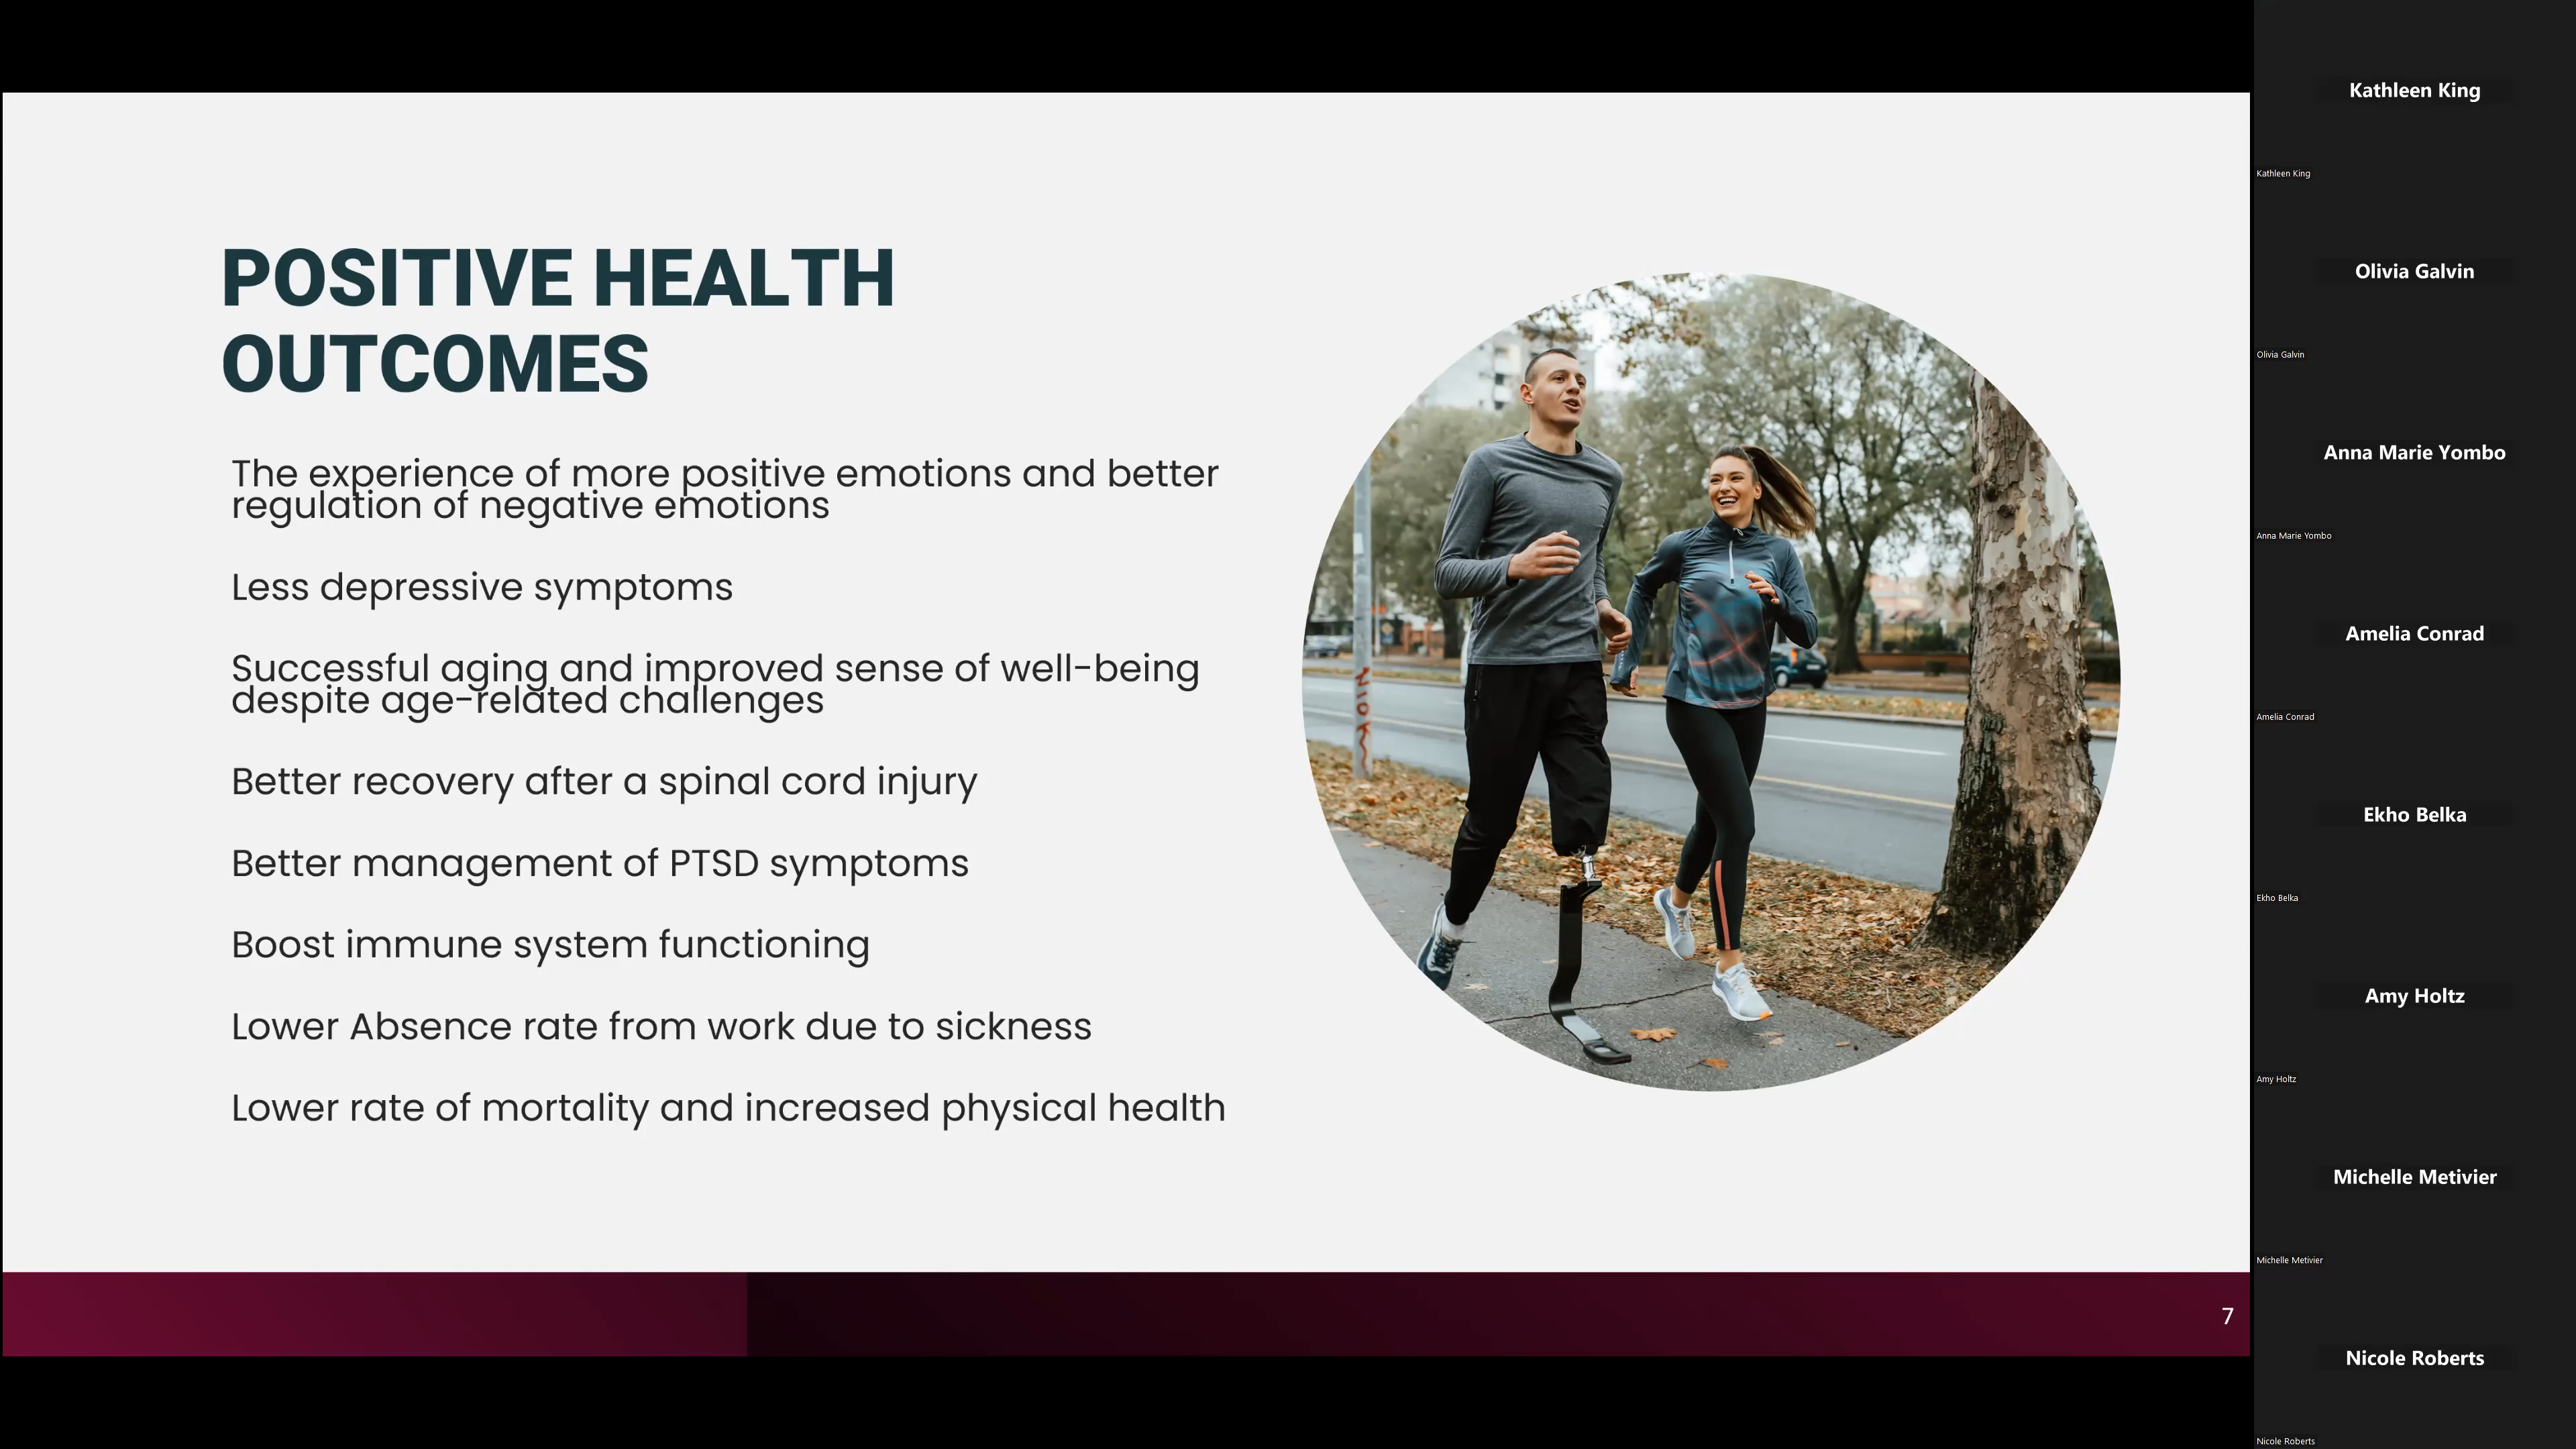 POSITIVE HEALTH
OUTCOMES
The experience of more positive emotions and better
regulation of negative emotions
Less depressive symptoms
Successful aging and improved sense of well-being
despite age-related challenges
Better recovery after a spinal cord injury
Better management of PTSD symptoms
Boost immune system functioning
Lower Absence rate from work due to sickness
Lower rate of mortality and increased physical health
7
Kathleen King
Kathleen King
Olivia Galvin
Olivia Galvin
Anna Marie Yombo
Anna Marie Yombo
Amelia Conrad
Amelia Conrad
Ekho Belka
Ekho Belka
Amy Holtz
Amy Holtz
Michelle Metivier
Michelle Metivier
Nicole Roberts
Nicole Roberts